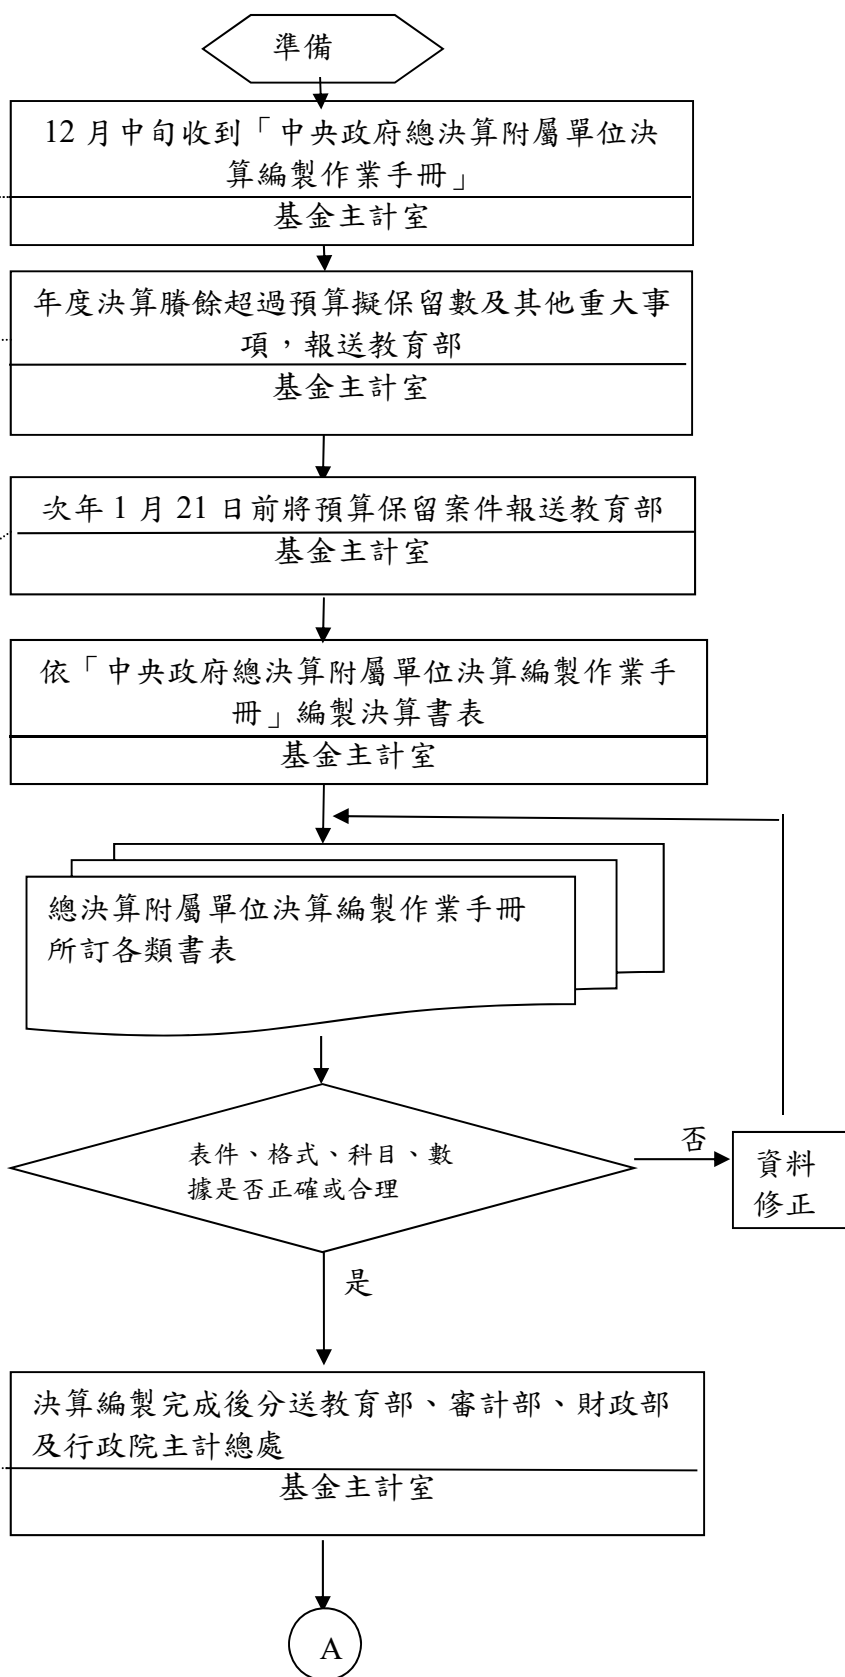 準備
12 月中旬收到「中央政府總決算附屬單位決
算編製作業手冊」
基金主計室
年度決算賸餘超過預算擬保留數及其他重大事
項，報送教育部
基金主計室
次年 1 月 21 日前將預算保留案件報送教育部
基金主計室
依「中央政府總決算附屬單位決算編製作業手
冊」編製決算書表
基金主計室
總決算附屬單位決算編製作業手冊
所訂各類書表
表件、格式、科目、數
據是否正確或合理
否
資料
修正
是
決算編製完成後分送教育部、審計部、財政部
及行政院主計總處
基金主計室
A